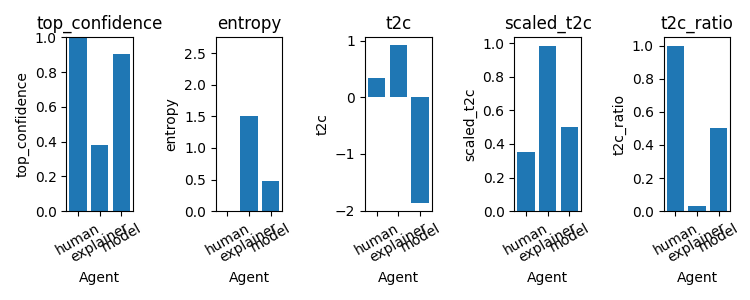 top_confidence
1.0
0.8
0.6
0.4
0.2
0.0
top_confidence
human
explainer
model
Agent
entropy
2.5
2.0
1.5
1.0
0.5
0.0
entropy
human
explainer
model
Agent
t2c
1
0
−1
−2
t2c
human
explainer
model
Agent
scaled_t2c
1.0
0.8
0.6
0.4
0.2
0.0
scaled_t2c
human
explainer
model
Agent
t2c_ratio
1.0
0.8
0.6
0.4
0.2
0.0
t2c_ratio
human
explainer
model
Agent